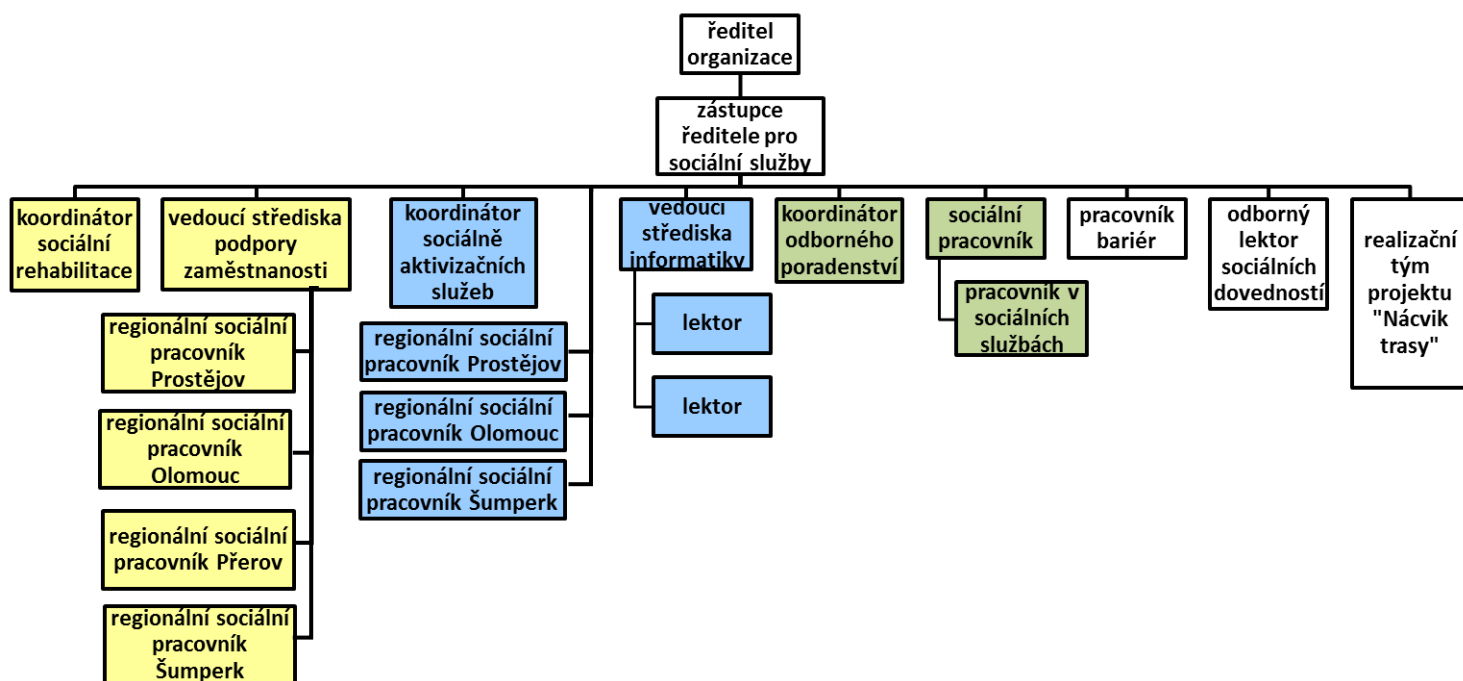 ředitel
organizace
zástupce
ředitele pro
sociální služby
koordinátor
sociální
rehabilitace
vedoucí střediska
podpory
zaměstnanosti
koordinátor
sociálně
aktivizačních
služeb
vedoucí
střediska
informatiky
koordinátor
odborného
poradenství
sociální
pracovník
pracovník
bariér
odborný
lektor
sociálních
dovedností
realizační
tým
projektu
"Nácvik
trasy"
regionální sociální
pracovník
Prostějov
regionální sociální
pracovník
Olomouc
regionální sociální
pracovník Přerov
regionální sociální
pracovník
Šumperk
regionální sociální
pracovník Prostějov
regionální sociální
pracovník Olomouc
regionální sociální
pracovník Šumperk
lektor
lektor
pracovník v
sociálních
službách